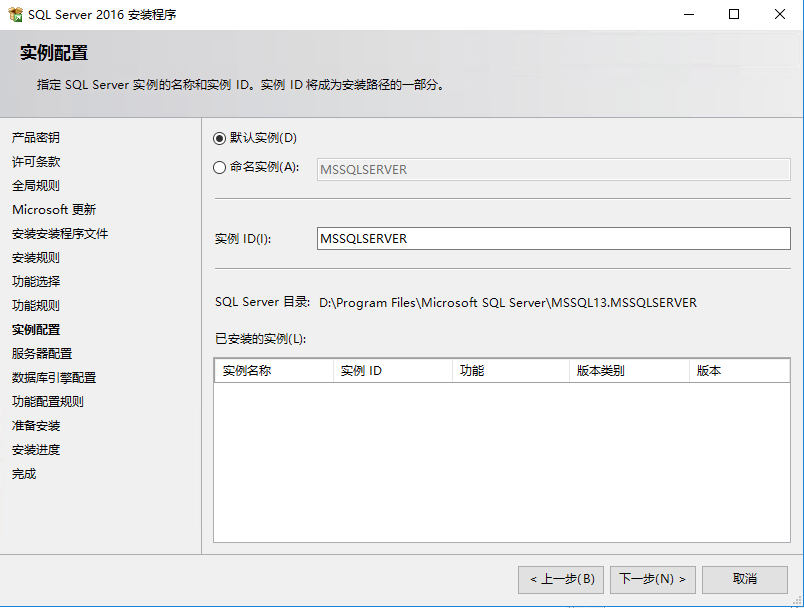 SQL Server 2016 安装程序
实例配置
指定 SQL Server 实例的名称和实例 ID。实例 ID 将成为安装路径的一部分。
产品密钥
许可条款
全局规则
Microsoft 更新
安装安装程序文件
安装规则
功能选择
功能规则
实例配置
服务器配置
数据库引擎配置
功能配置规则
准备安装
安装进度
完成
默认实例(D)
命名实例(A): MSSQLSERVER
实例 ID(I): MSSQLSERVER
SQL Server 目录: D:\Program Files\Microsoft SQL Server\MSSQL13.MSSQLSERVER
已安装的实例(L):
实例名称 实例 ID 功能 版本类别 版本
< 上一步(B) 下一步(N) > 取消